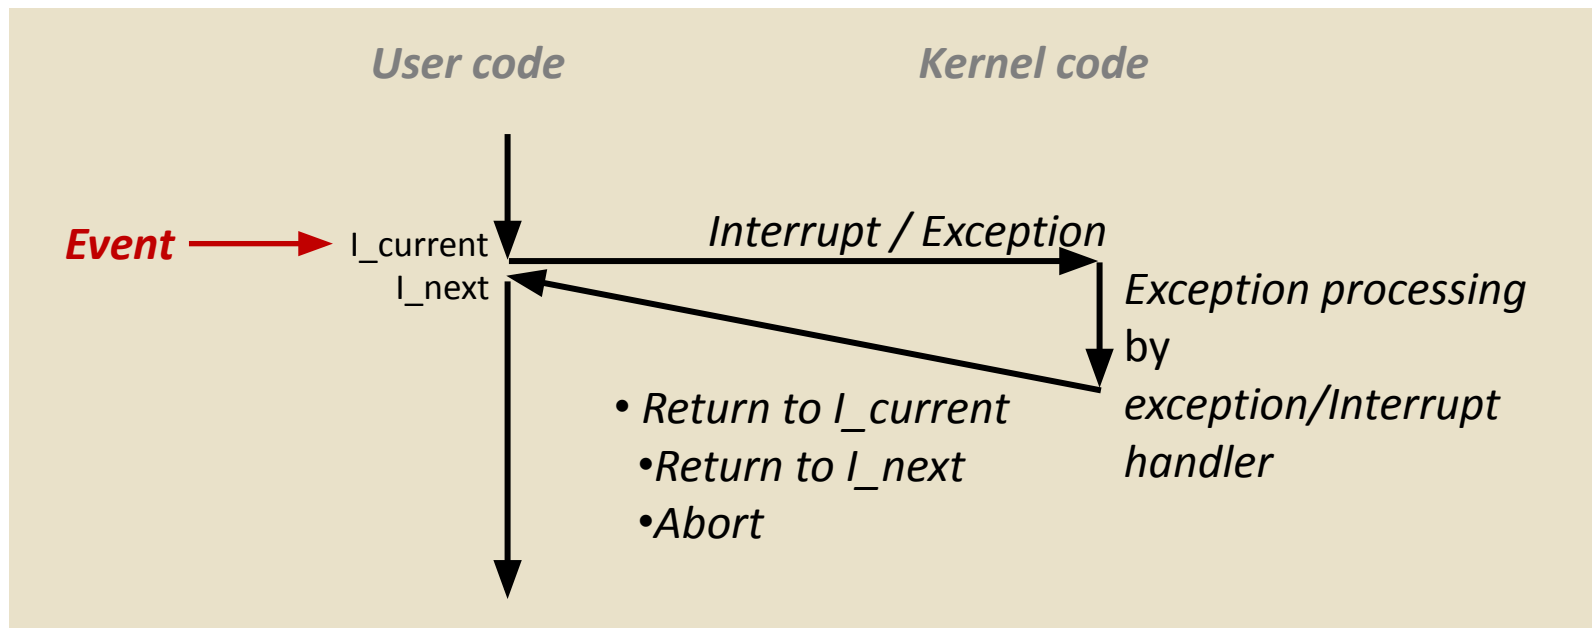 User code
Kernel code
Event
I_current
I_next
Interrupt / Exception
Exception processing
by
exception/Interrupt
handler
• Return to I_current
•Return to I_next
•Abort